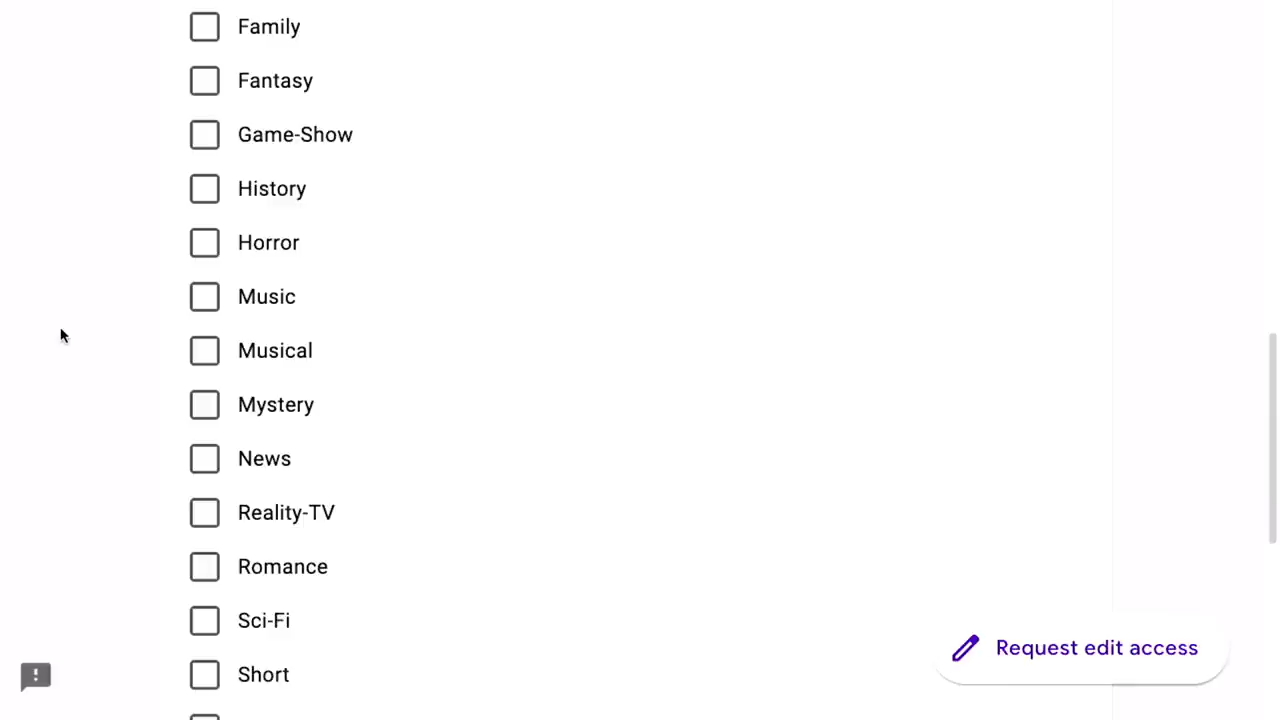 Family
Fantasy
Game-Show
History
Horror
Music
Musical
Mystery
News
Reality-TV
Romance
Sci-Fi
Request edit access
Short